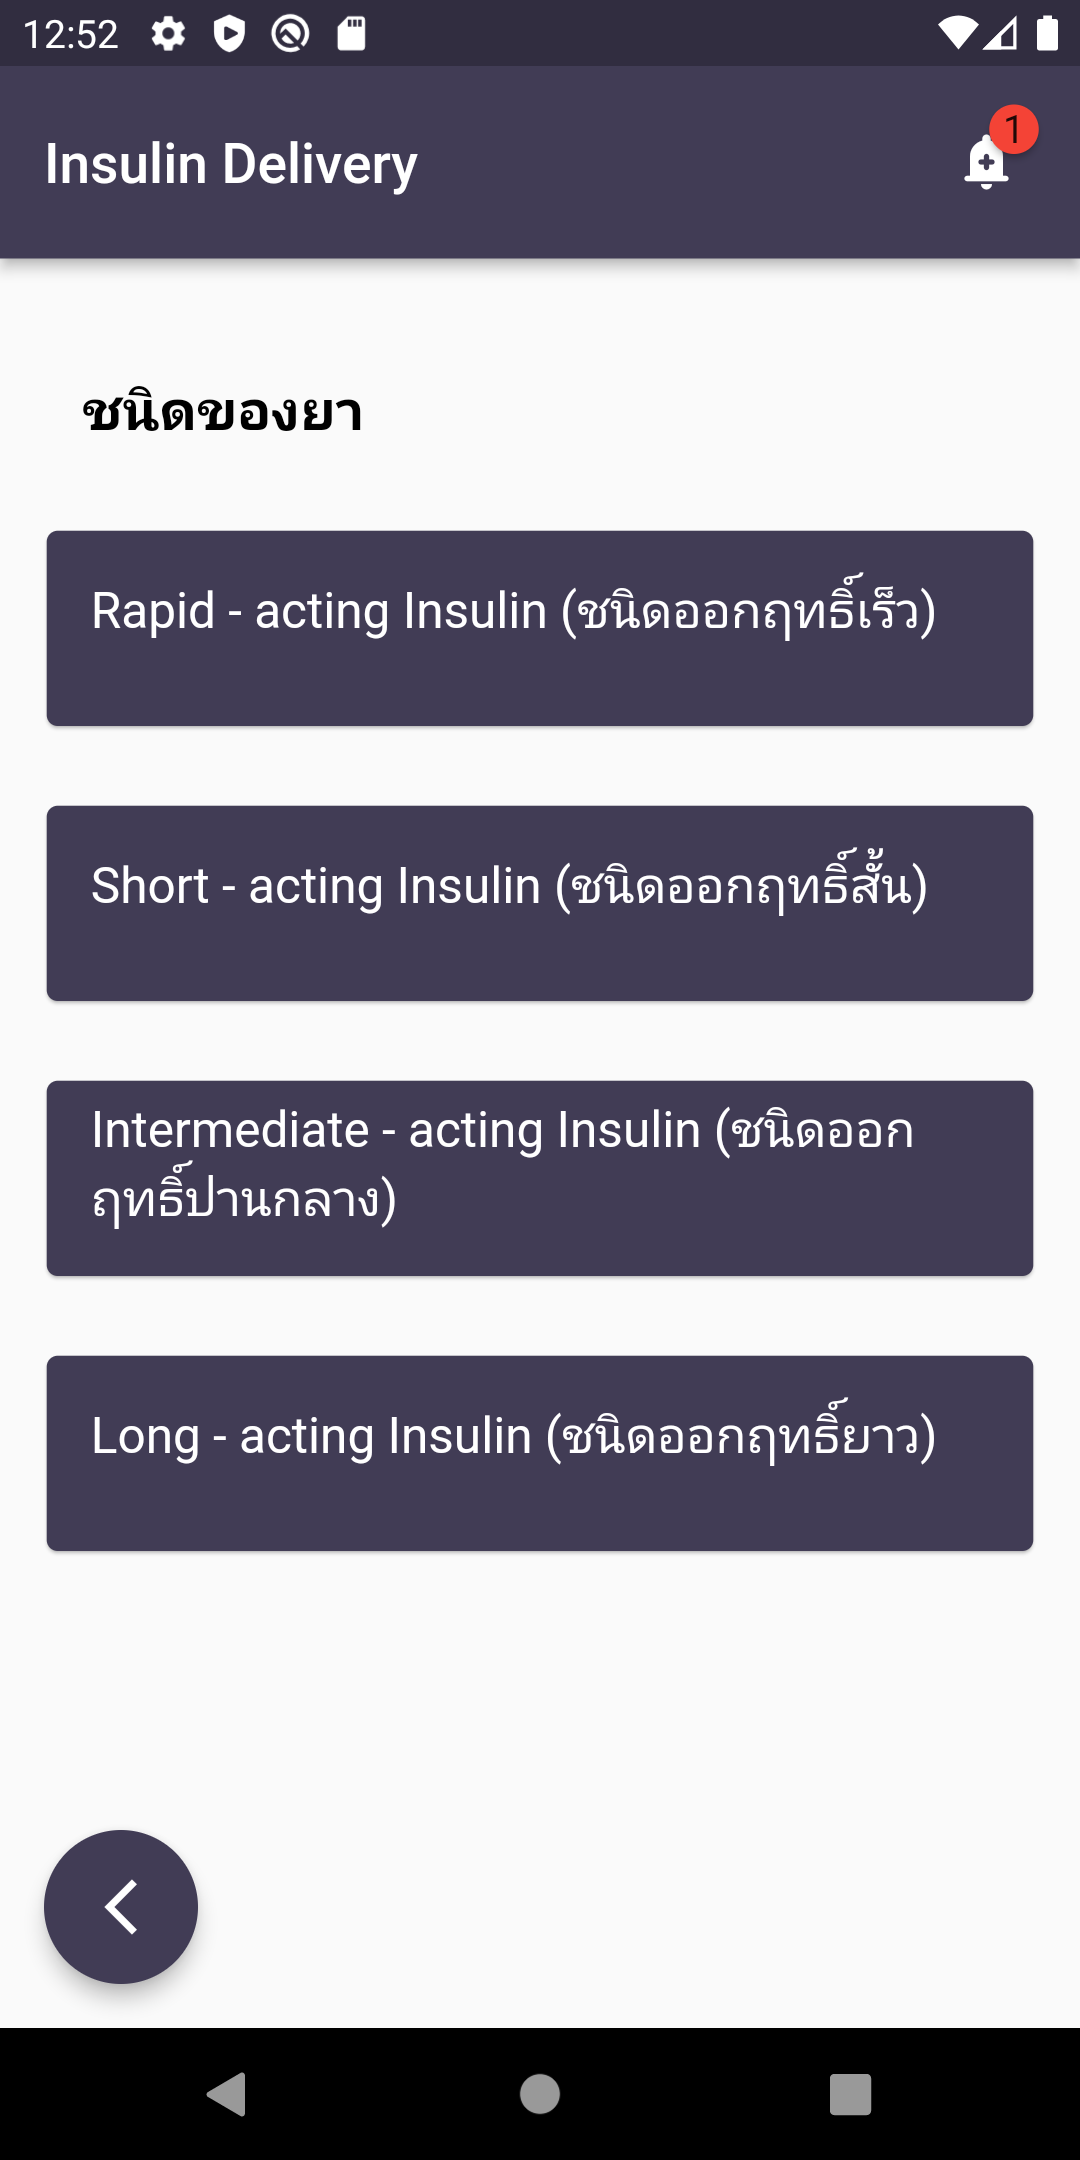 12:52
Insulin Delivery
1
ชนิดของยา
Rapid - acting Insulin (ชนิดออกฤทธิ์เร็ว)
Short - acting Insulin (ชนิดออกฤทธิ์สั้น)
Intermediate - acting Insulin (ชนิดออก
ฤทธิ์ปานกลาง)
Long - acting Insulin (ชนิดออกฤทธิ์ยาว)